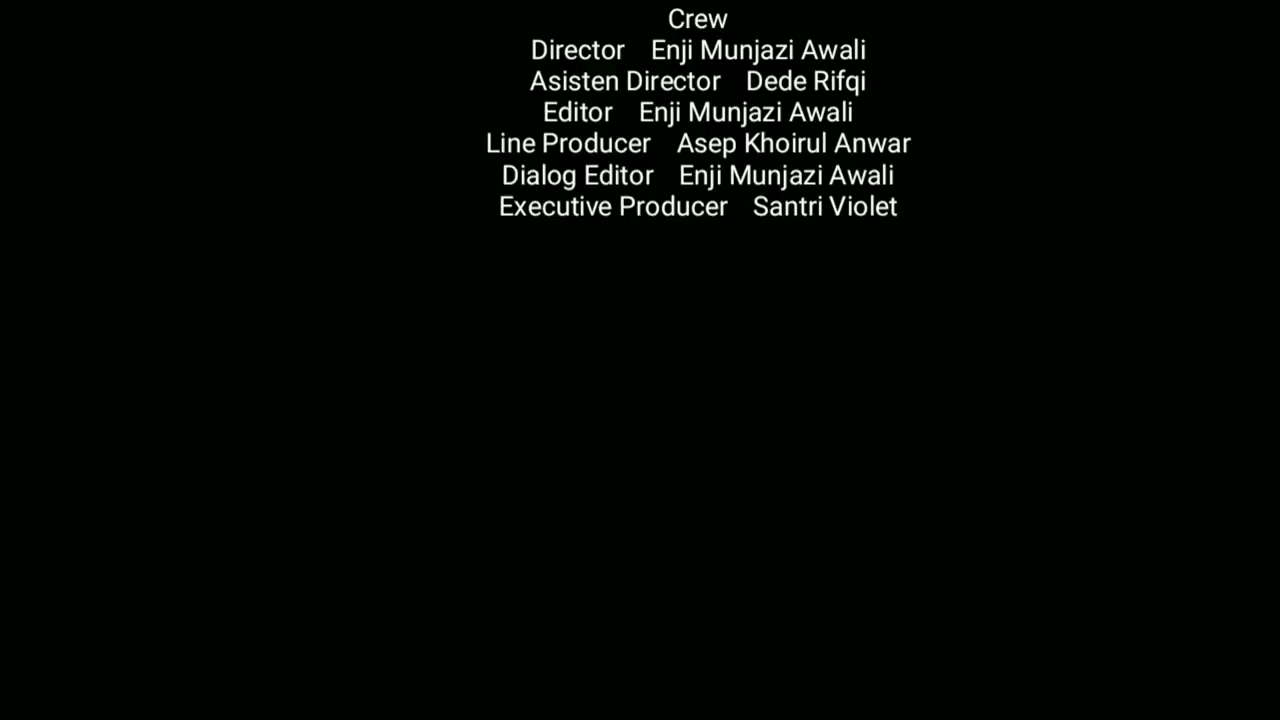 Crew
Director Enji Munjazi Awali
Asisten Director Dede Rifqi
Editor Enji Munjazi Awali
Line Producer Asep Khoirul Anwar
Dialog Editor Enji Munjazi Awali
Executive Producer Santri Violet